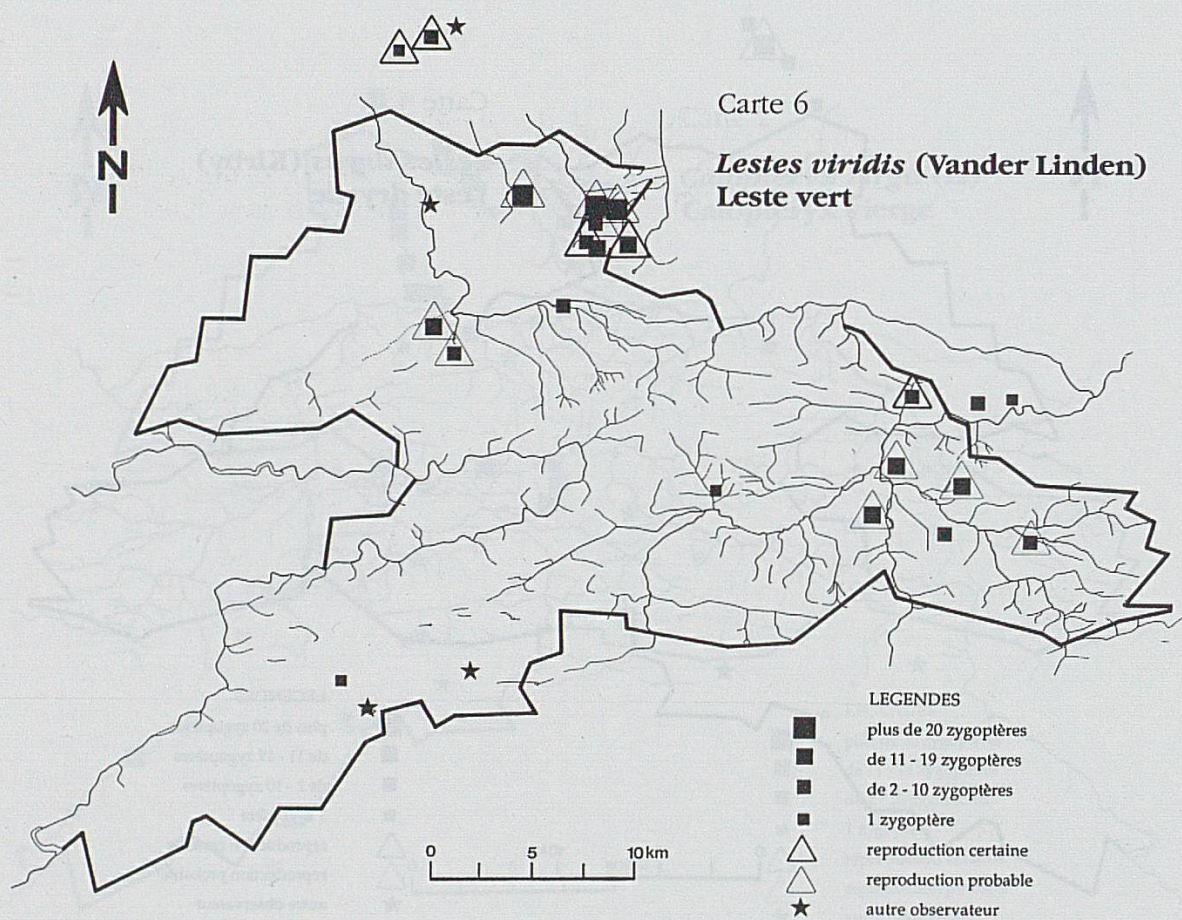 N
Carte 6
Lestes viridis (Vander Linden)
Leste vert
LEGENDES
plus de 20 zygoptères
de 11 - 19 zygoptères
de 2 - 10 zygoptères
1 zygoptère
reproduction certaine
reproduction probable
autre observateur
0 5 10 km